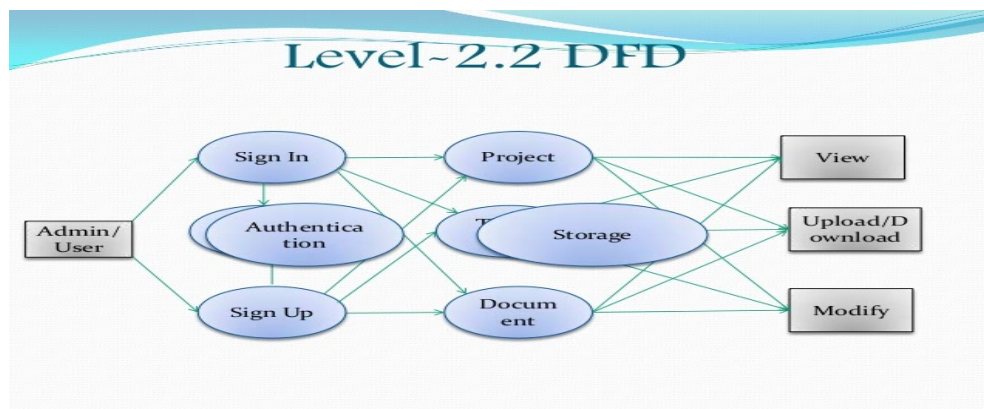 Level-2.2 DFD
Sign In
Project
View
Admin/
User
Authentica
tion
Storage
Upload/D
ownload
Sign Up
Docum
ent
Modify